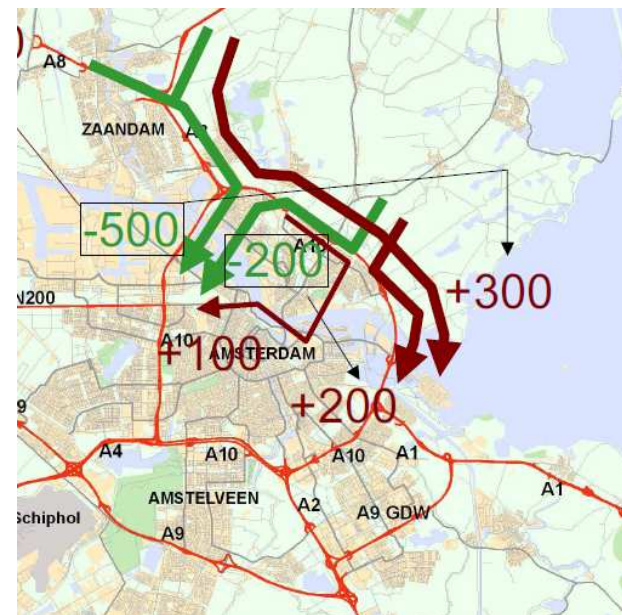 A8
ZAANDAM
-500
-200
A10
+300
N200
A10
+100
AMSTERDAM
+200
9
A4
A10
A10
A1
A1
AMSTELVEEN
A2
A9 GDW
Schiphol
A9